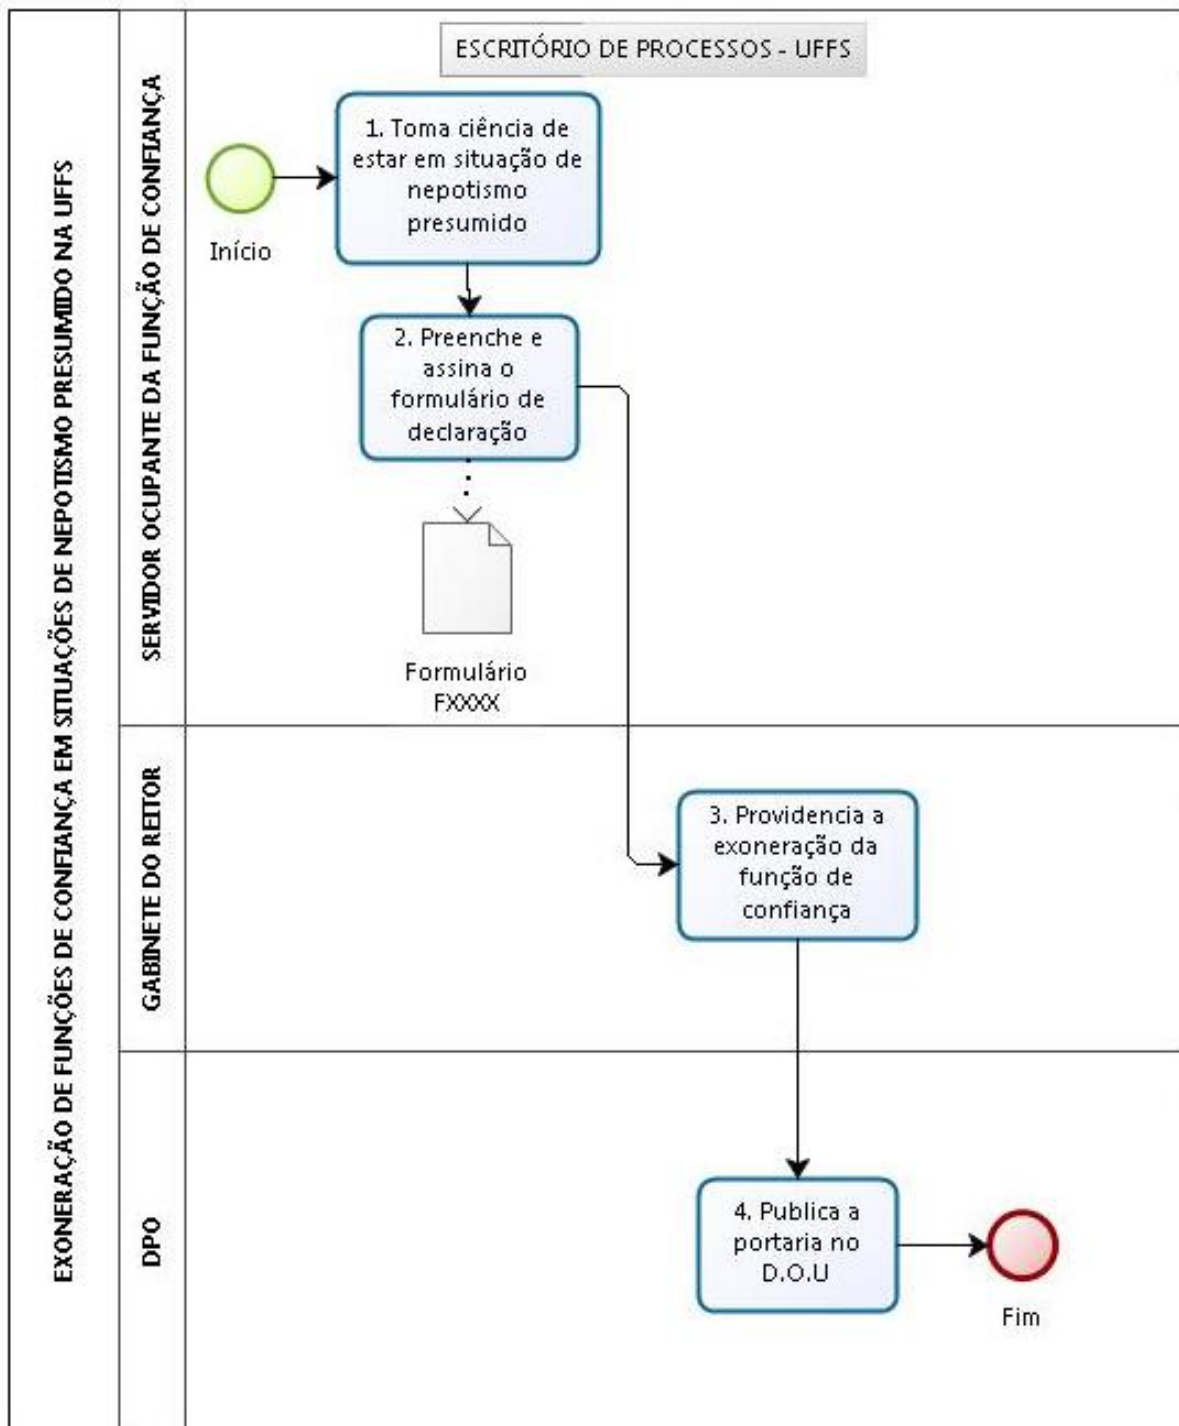 EXONERAÇÃO DE FUNÇÕES DE CONFIANÇA EM SITUAÇÕES DE NEPOTISMO PRESUMIDO NA UFFS
ESCRITÓRIO DE PROCESSOS - UFFS
SERVIDOR OCUPANTE DA FUNÇÃO DE CONFIANÇA
Início
1. Toma ciência de
estar em situação de
nepotismo
presumido
2. Preenche e
assina o
formulário de
declaração
Formulário
FXXXX
GABINETE DO REITOR
3. Providencia a
exoneração da
função de
confiança
DPO
4. Publica a
portaria no
D.O.U
Fim